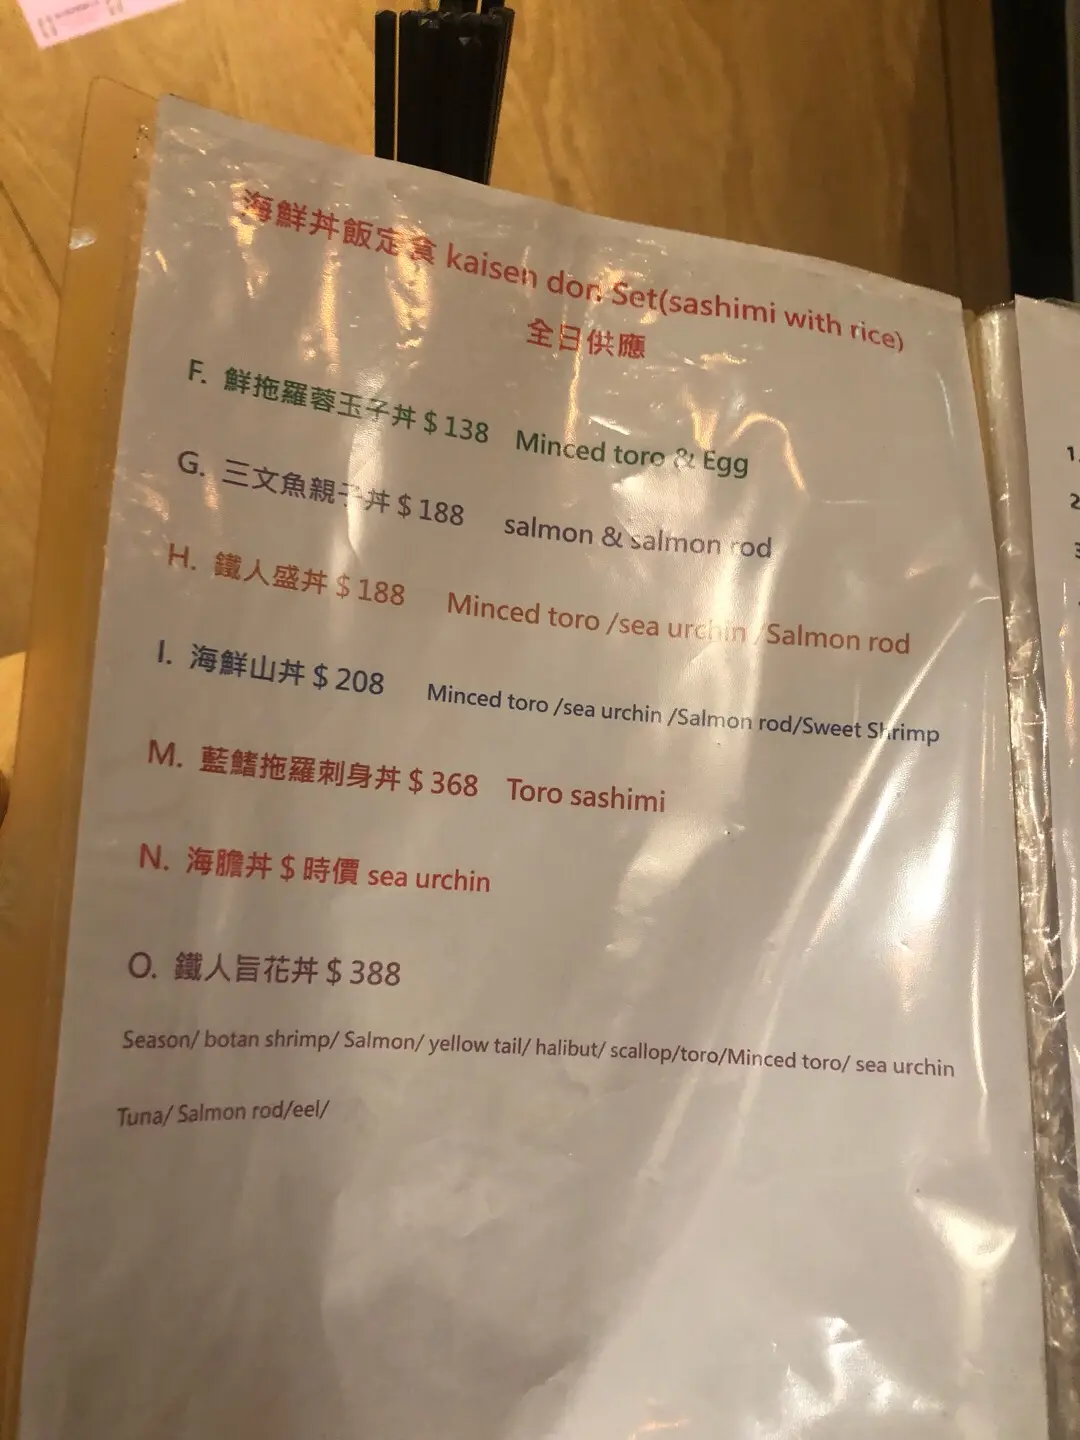 海鮮丼飯定食 kaisen don Set(sashimi with rice)
全日供應
F. 鮮拖羅蓉玉子丼 $ 138 Minced toro & Egg
G. 三文魚親子丼 $ 188 salmon & salmon rod
H. 鐵人盛丼 $ 188 Minced toro /sea urchin /Salmon rod
I. 海鮮山丼 $ 208 Minced toro /sea urchin /Salmon rod/Sweet Shrimp
M. 藍鰭拖羅刺身丼 $ 368 Toro sashimi
N. 海膽丼 $ 時價 sea urchin
O. 鐵人旨花丼 $ 388
Season/ botan shrimp/ Salmon/ yellow tail/ halibut/ scallop/toro/Minced toro/ sea urchin
Tuna/ Salmon rod/eel/
1.
2
3